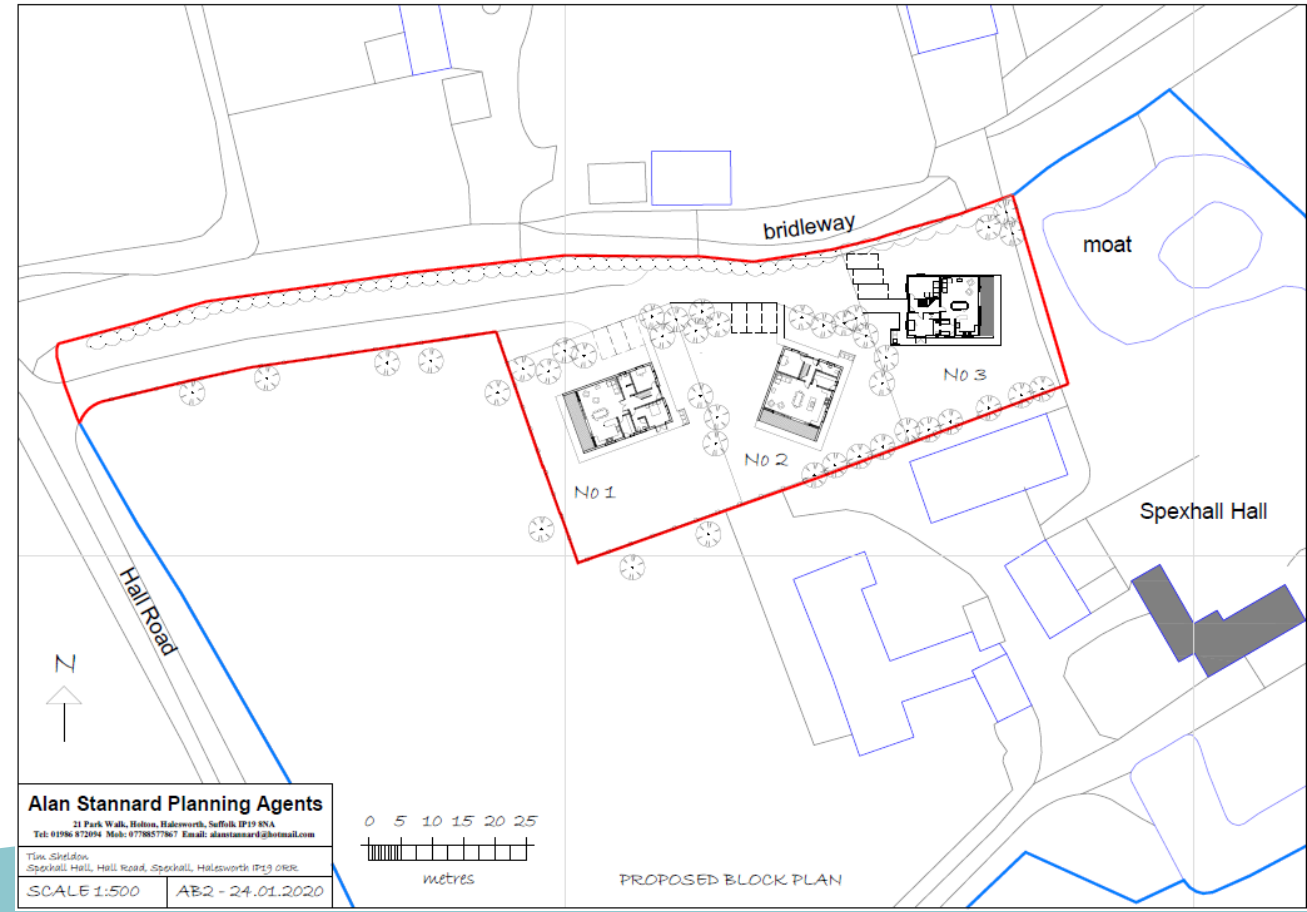 bridleway
moat
No 3
No 2
No 1
Spexhall Hall
Hall Road
N
Alan Stannard Planning Agents
21 Park Walk, Holton, Halesworth, Suffolk IP19 8NA
Tel: 01986 872094 Mob: 07788577867 Email: alanstannard@hotmail.com
Tim Sheldon
Spexhall Hall, Hall Road, Spexhall, Halesworth IP19 0RR
SCALE 1:500
AB2 - 24.01.2020
0 5 10 15 20 25
metres
PROPOSED BLOCK PLAN